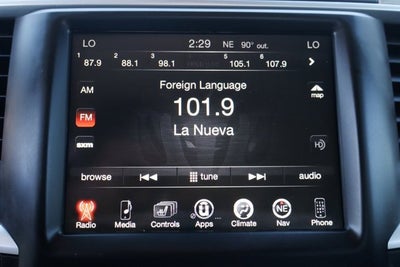 LO 2:29 NE 90° out. LO
1 87.9 2 88.1 3 98.1 5 105.1 6 107.9
AM
Foreign Language
map
101.9
FM
La Nueva
sxm
HD
browse tune audio
NE
Radio Media Controls Apps Climate Nav Phone